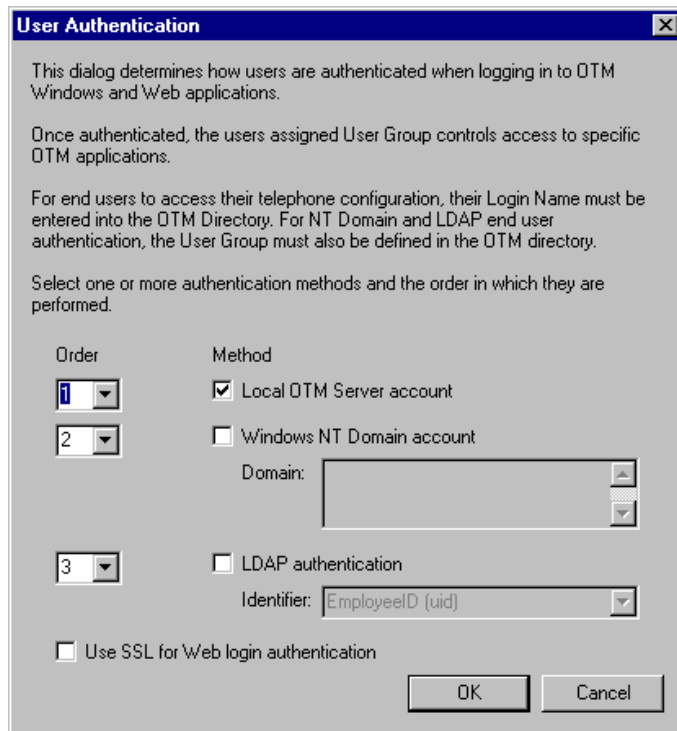 User Authentication
This dialog determines how users are authenticated when logging in to OTM
Windows and Web applications.
Once authenticated, the users assigned User Group controls access to specific
OTM applications.
For end users to access their telephone configuration, their Login Name must be
entered into the OTM Directory. For NT Domain and LDAP end user
authentication, the User Group must also be defined in the OTM directory.
Select one or more authentication methods and the order in which they are
performed.
Order Method
1 Local OTM Server account
2 Windows NT Domain account
Domain:
3 LDAP authentication
Identifier: EmployeeID (uid)
Use SSL for Web login authentication
OK Cancel